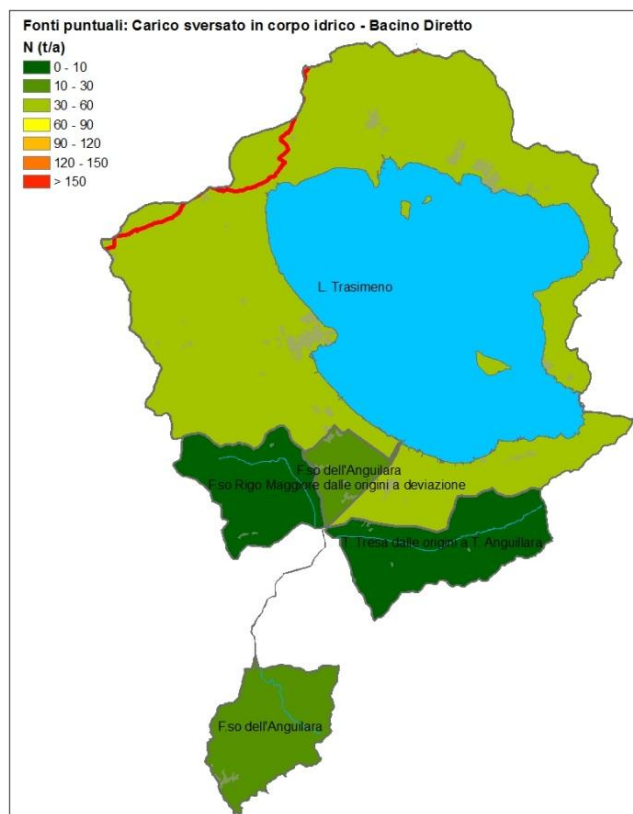 Fonti puntuali: Carico sversato in corpo idrico - Bacino Diretto
N (t/a)
0 - 10
10 - 30
30 - 60
60 - 90
90 - 120
120 - 150
> 150
L. Trasimeno
F.so dell'Anguilara
F.so Rigo Maggiore dalle origini a deviazione
T. Tresa dalle origini a T. Anguillara
F.so dell'Anguilara